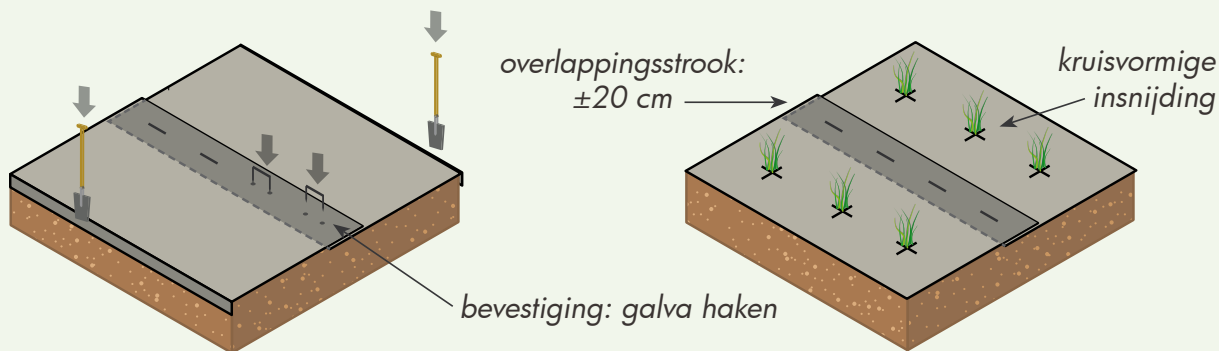 overlappingsstrook:
±20 cm
kruisvormige
insnijding
bevestiging: galva haken